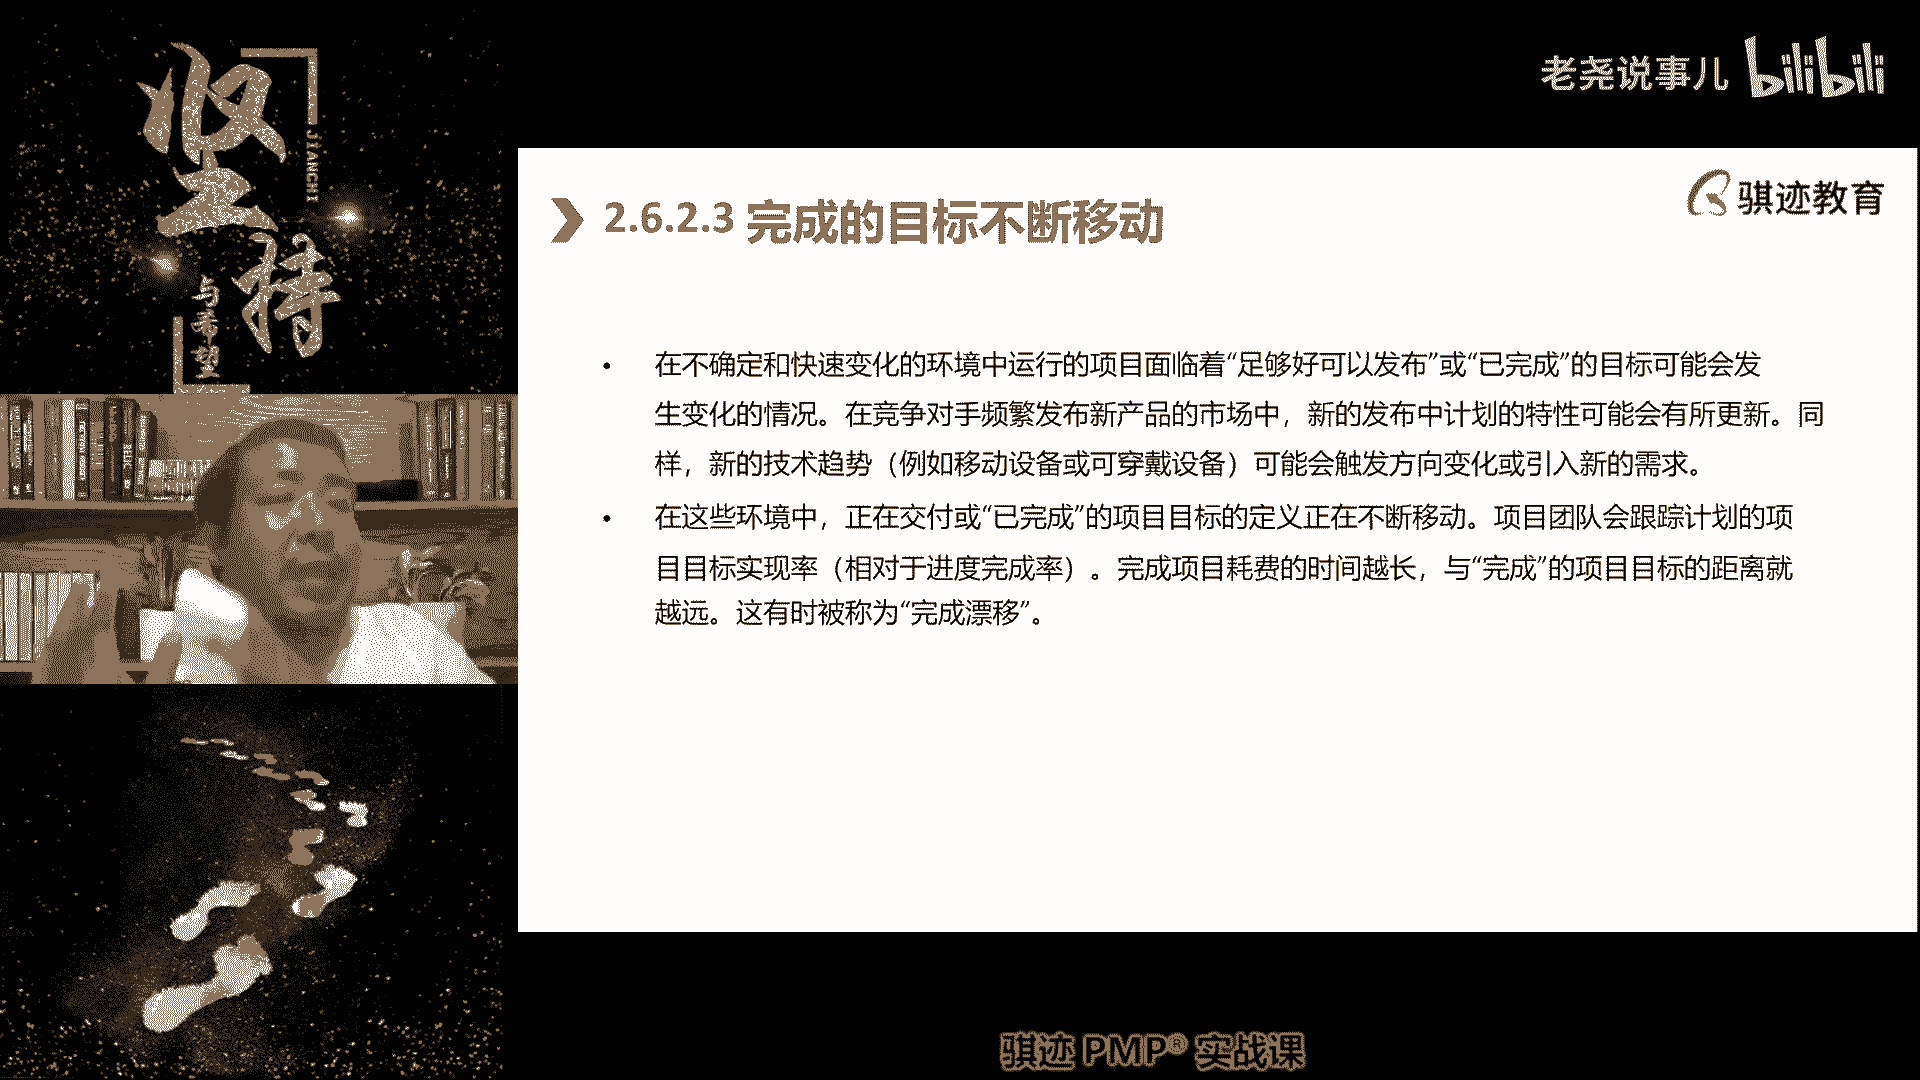 坚持
JIANCHI
与希望
老尧说事儿 bilibili
骐迹教育
2.6.2.3 完成的目标不断移动
• 在不确定和快速变化的环境中运行的项目面临着“足够好可以发布”或“已完成”的目标可能会发
生变化的情况。在竞争对手频繁发布新产品的市场中，新的发布中计划的特性可能会有所更新。同
样，新的技术趋势（例如移动设备或可穿戴设备）可能会触发方向变化或引入新的需求。
• 在这些环境中，正在交付或“已完成”的项目目标的定义正在不断移动。项目团队会跟踪计划的项
目目标实现率（相对于进度完成率）。完成项目耗费的时间越长，与“完成”的项目目标的距离就
越远。这有时被称为“完成漂移”。
骐迹 PMP® 实战课